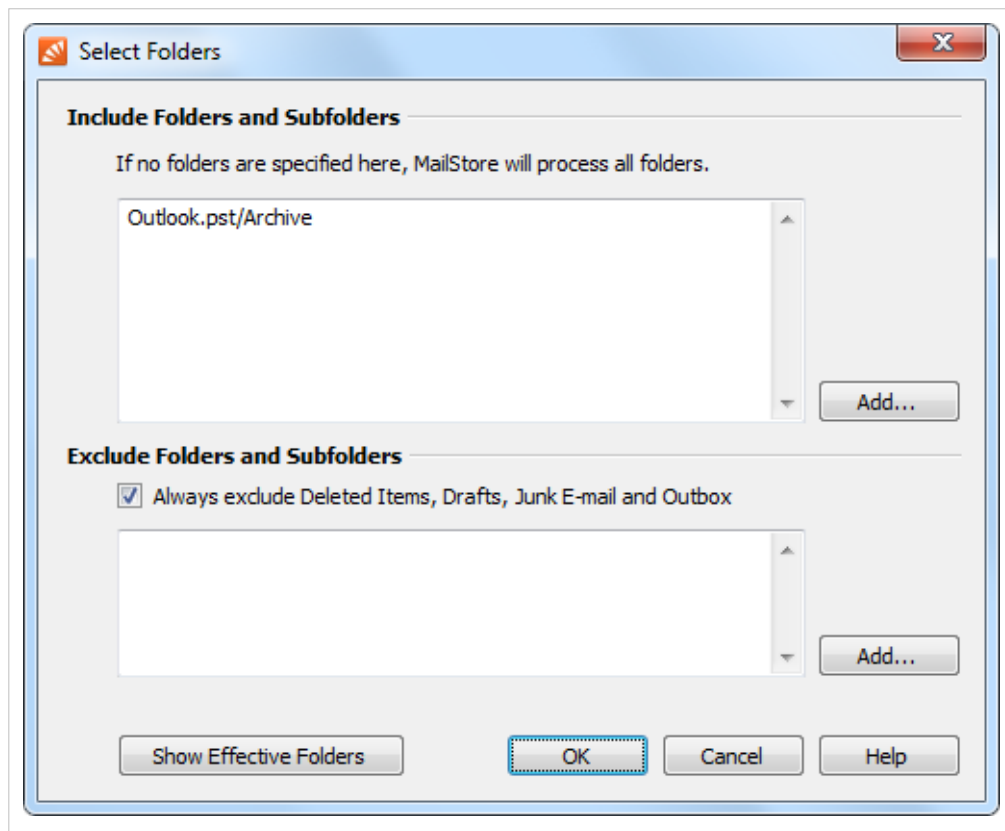 Select Folders
Include Folders and Subfolders
If no folders are specified here, MailStore will process all folders.
Outlook.pst/Archive
Add...
Exclude Folders and Subfolders
Always exclude Deleted Items, Drafts, Junk E-mail and Outbox
Add...
Show Effective Folders OK Cancel Help